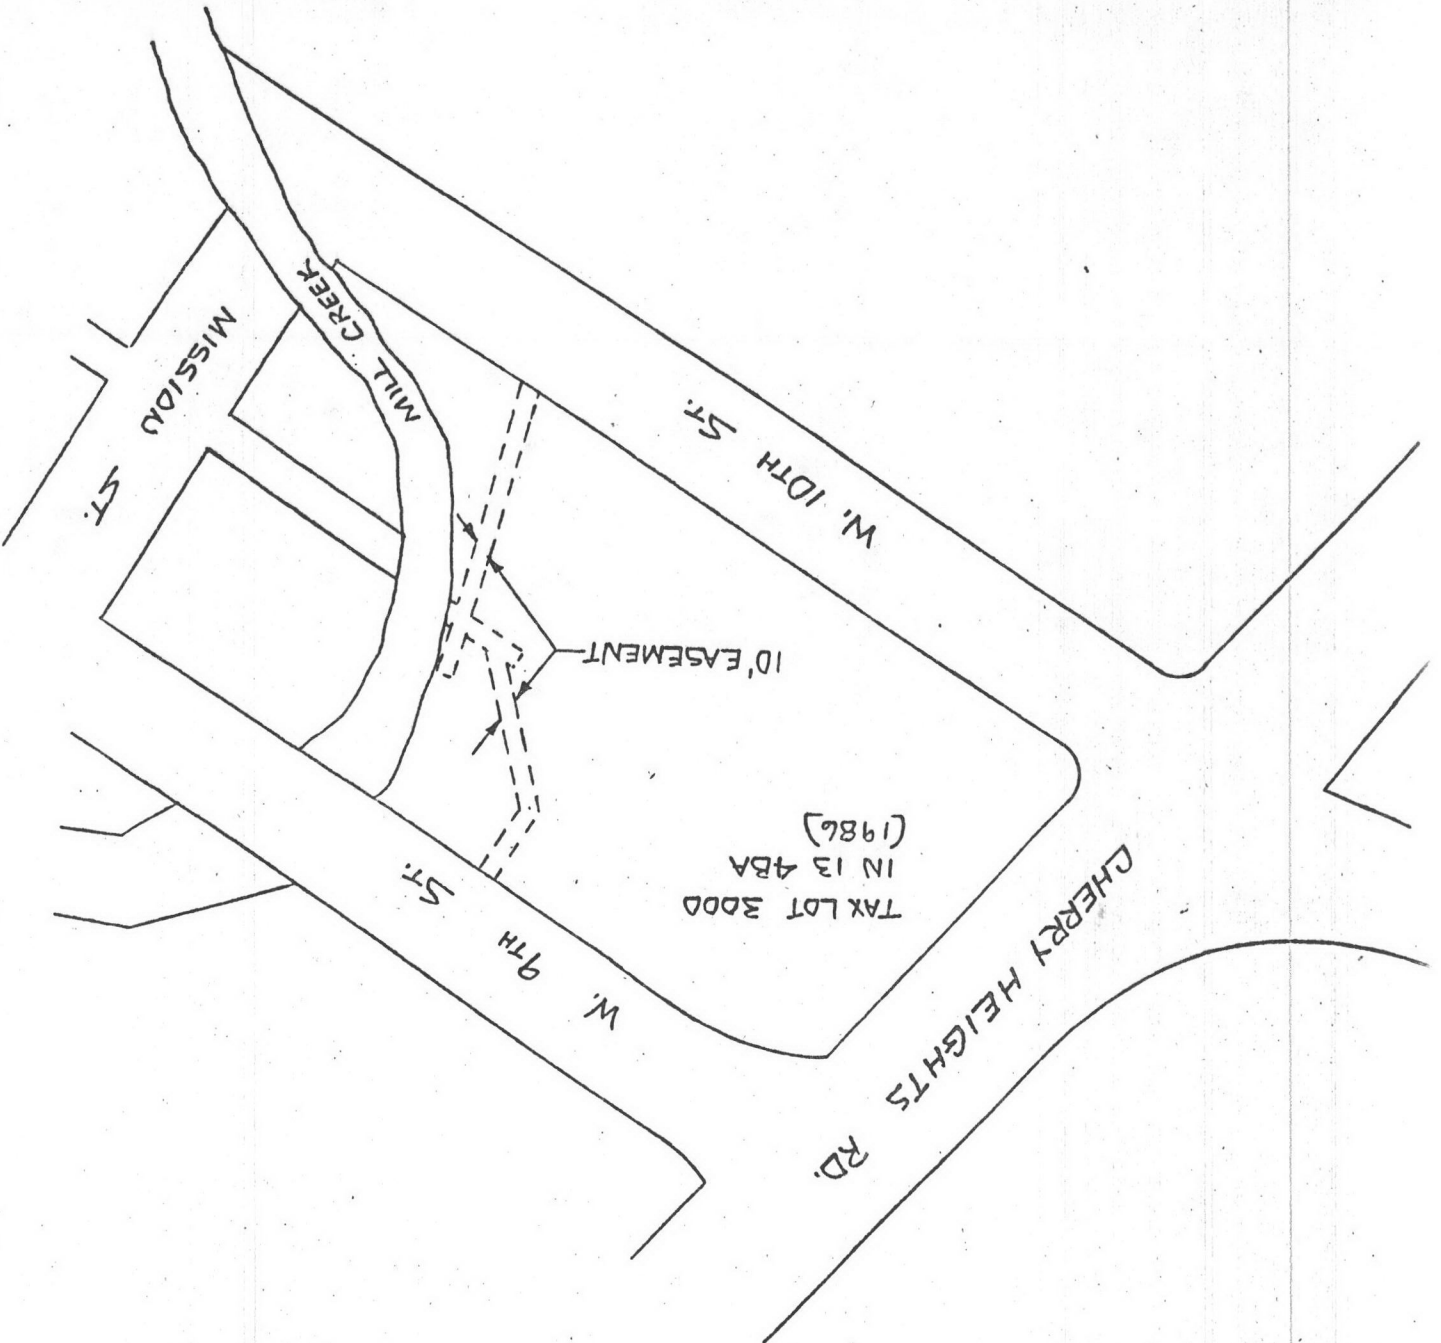 W. 9TH ST.
CHERRY HEIGHTS RD.
TAX LOT 3000
IN 13 4BA
(1986)
10' EASEMENT
W. 10TH ST.
MISSION ST.
MILL CREEK